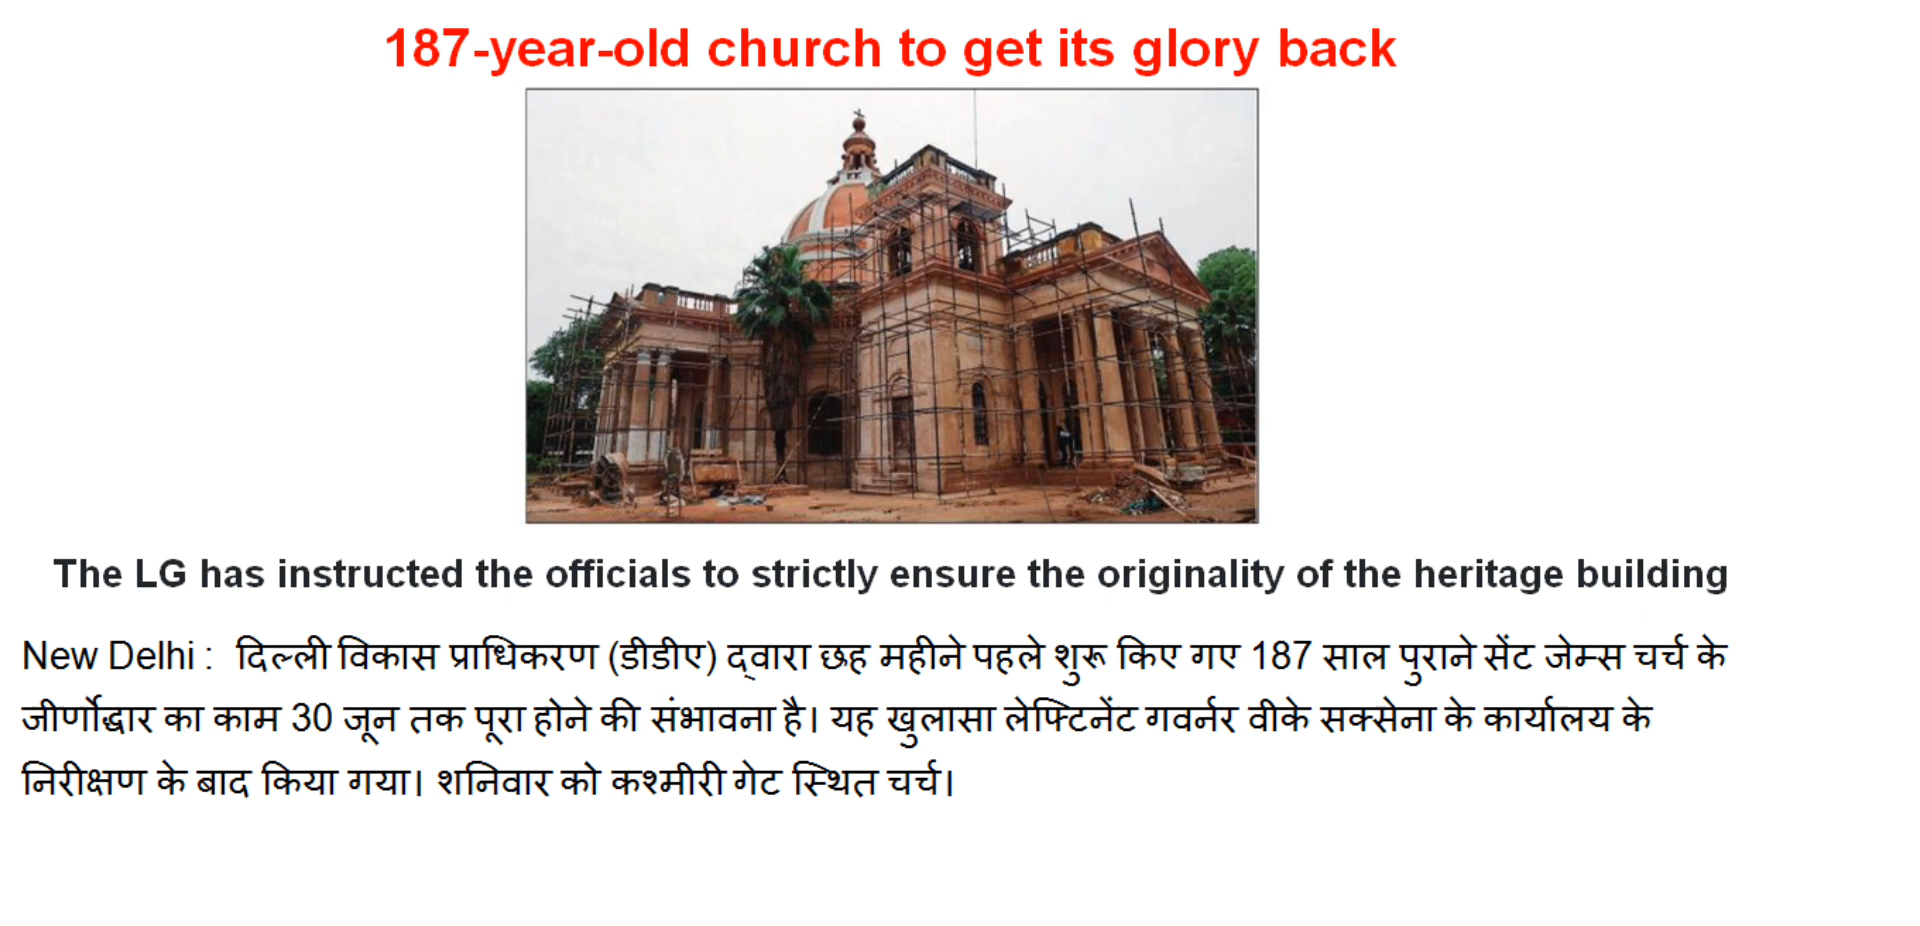 187-year-old church to get its glory back
The LG has instructed the officials to strictly ensure the originality of the heritage building
New Delhi : दिल्ली विकास प्राधिकरण (डीडीए) द्वारा छह महीने पहले शुरू किए गए 187 साल पुराने सेंट जेम्स चर्च के
जीर्णोद्धार का काम 30 जून तक पूरा होने की संभावना है। यह खुलासा लेफ्टिनेंट गवर्नर वीके सक्सेना के कार्यालय के
निरीक्षण के बाद किया गया। शनिवार को कश्मीरी गेट स्थित चर्च।